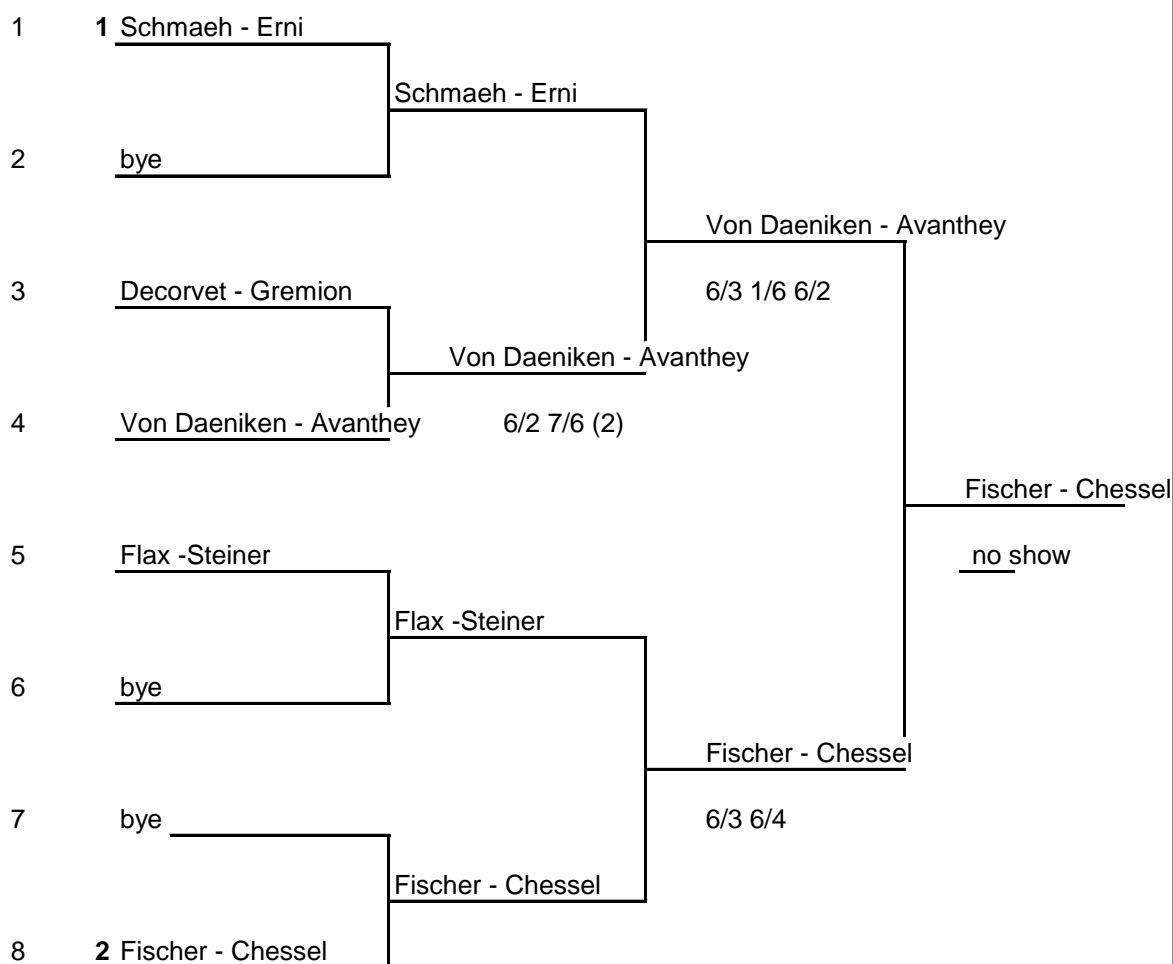 1 1 Schmaeh - Erni
Schmaeh - Erni
2 bye
Von Daeniken - Avanthey
3 Decorvet - Gremion 6/3 1/6 6/2
Von Daeniken - Avanthey
4 Von Daeniken - Avanthey 6/2 7/6 (2)
Fischer - Chessel
5 Flax -Steiner no show
Flax -Steiner
6 bye
Fischer - Chessel
7 bye 6/3 6/4
Fischer - Chessel
8 2 Fischer - Chessel